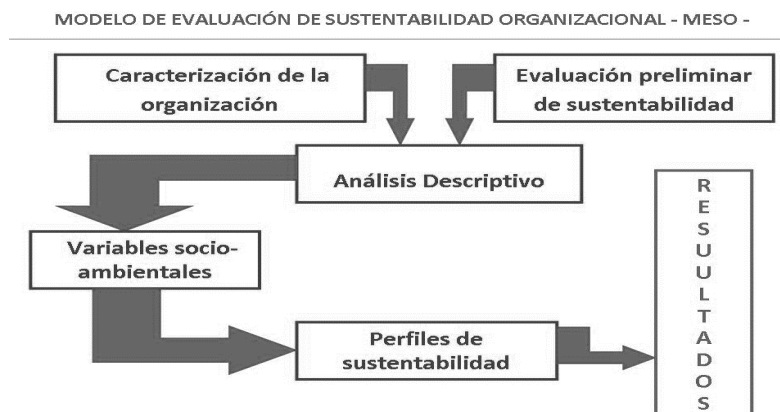 MODELO DE EVALUACIÓN DE SUSTENTABILIDAD ORGANIZACIONAL - MESO -
Caracterización de la
organización
Evaluación preliminar
de sustentabilidad
Análisis Descriptivo
Variables socio-
ambientales
Perfiles de
sustentabilidad
R
E
S
U
U
L
T
A
D
O
S